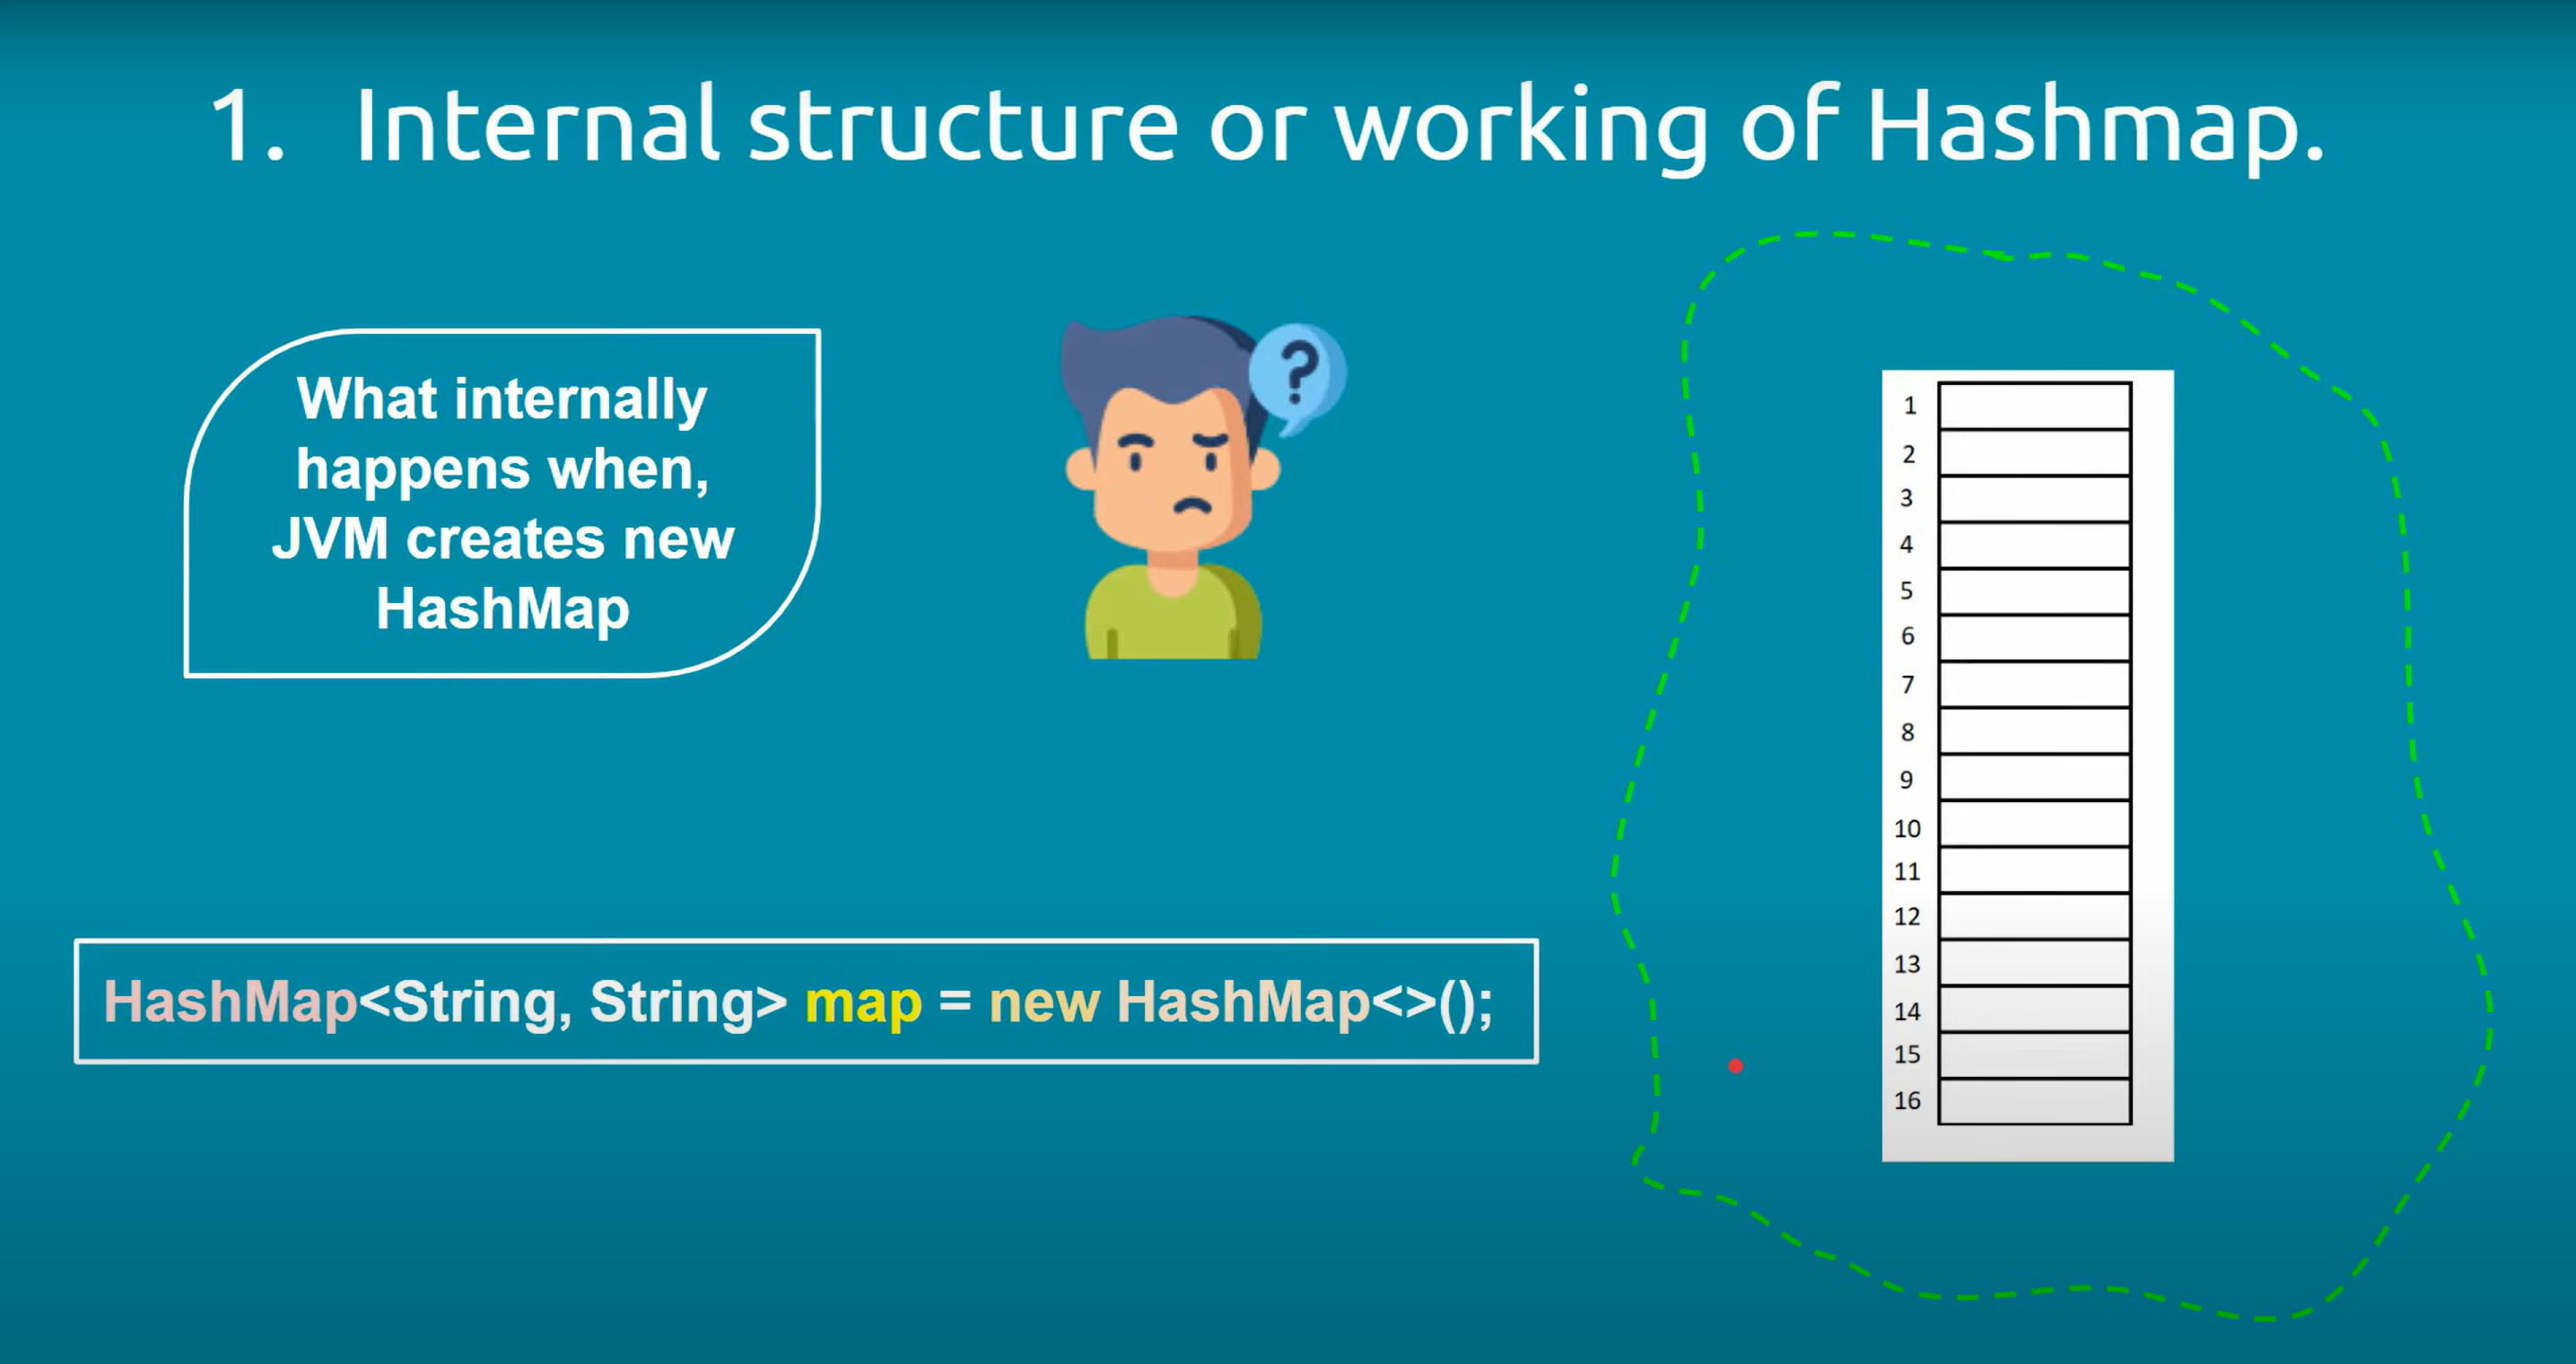 1. Internal structure or working of Hashmap.
What internally
happens when,
JVM creates new
HashMap
?
HashMap<String, String> map = new HashMap<>();
1
2
3
4
5
6
7
8
9
10
11
12
13
14
15
16